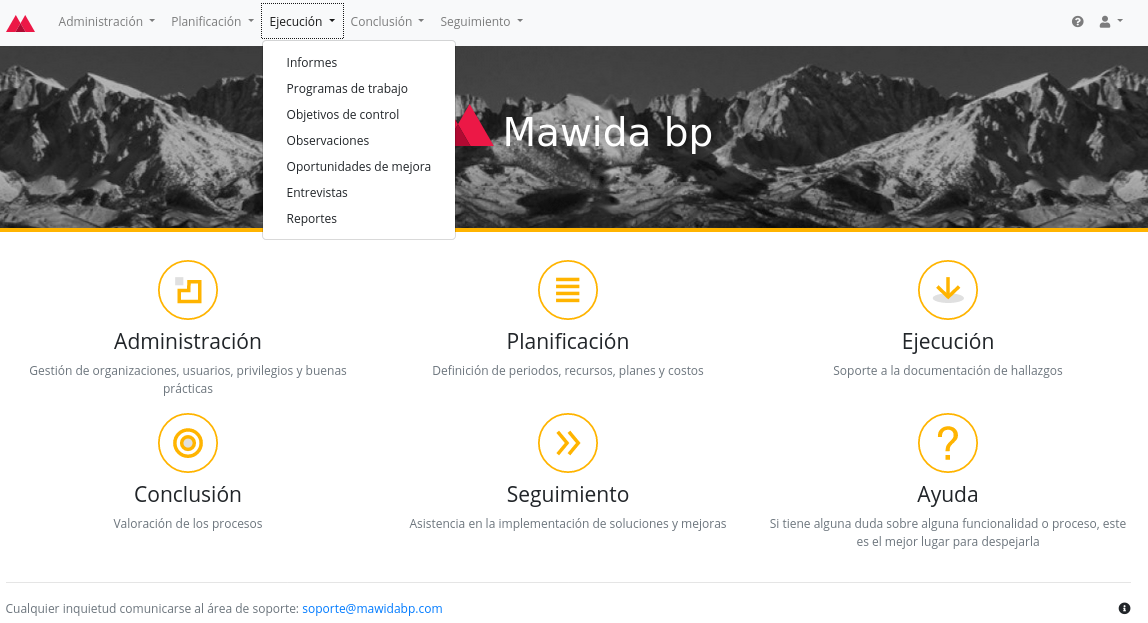 Administración Planificación Ejecución Conclusión Seguimiento
Informes
Programas de trabajo
Objetivos de control
Observaciones
Oportunidades de mejora
Entrevistas
Reportes
Mawida bp
Administración
Gestión de organizaciones, usuarios, privilegios y buenas
prácticas
Planificación
Definición de periodos, recursos, planes y costos
Ejecución
Soporte a la documentación de hallazgos
Conclusión
Valoración de los procesos
Seguimiento
Asistencia en la implementación de soluciones y mejoras
Ayuda
Si tiene alguna duda sobre alguna funcionalidad o proceso, este
es el mejor lugar para despejarla
Cualquier inquietud comunicarse al área de soporte: soporte@mawidabp.com